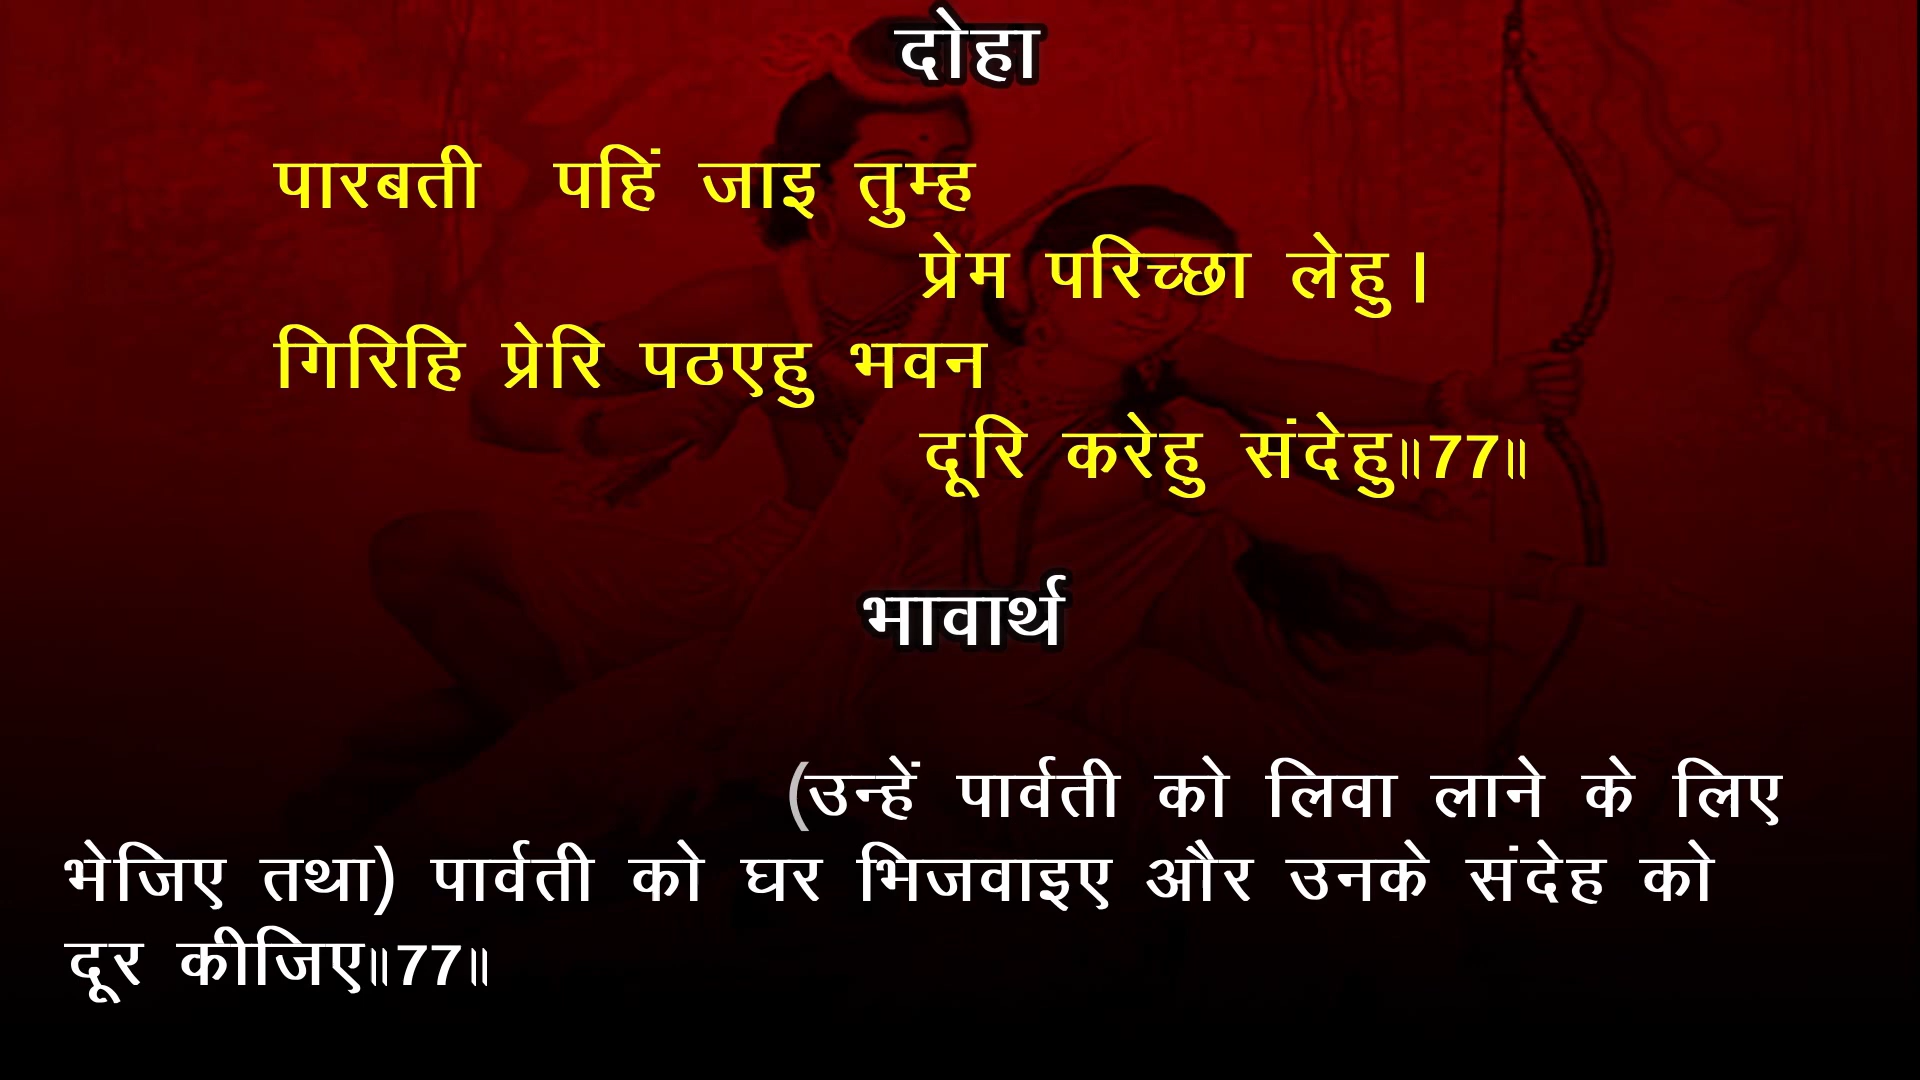 दोहा
पारबती पहिं जाइ तुम्ह
प्रेम परिच्छा लेहु।
गिरिहि प्रेरि पठएहु भवन
दूरि करेहु संदेहु॥77॥
भावार्थ
(उन्हें पार्वती को लिवा लाने के लिए
भेजिए तथा) पार्वती को घर भिजवाइए और उनके संदेह को
दूर कीजिए॥77॥